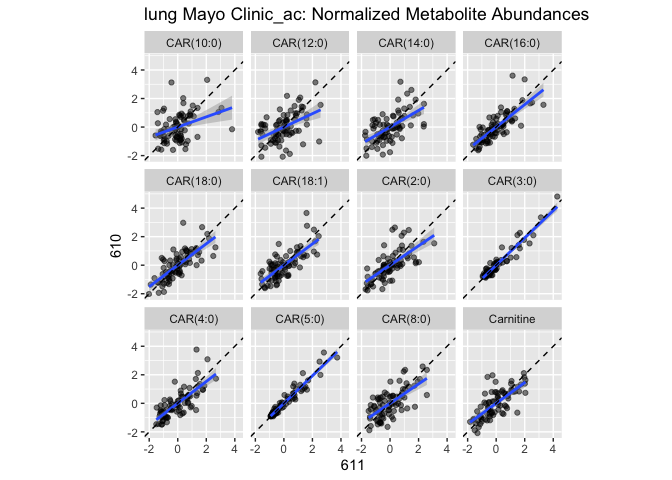 lung Mayo Clinic_ac: Normalized Metabolite Abundances
CAR(10:0) CAR(12:0) CAR(14:0) CAR(16:0)
4
2
0
-2
CAR(18:0) CAR(18:1) CAR(2:0) CAR(3:0)
610
4
2
0
-2
CAR(4:0) CAR(5:0) CAR(8:0) Carnitine
4
2
0
-2
-2 0 2 4 -2 0 2 4 -2 0 2 4 -2 0 2 4
611